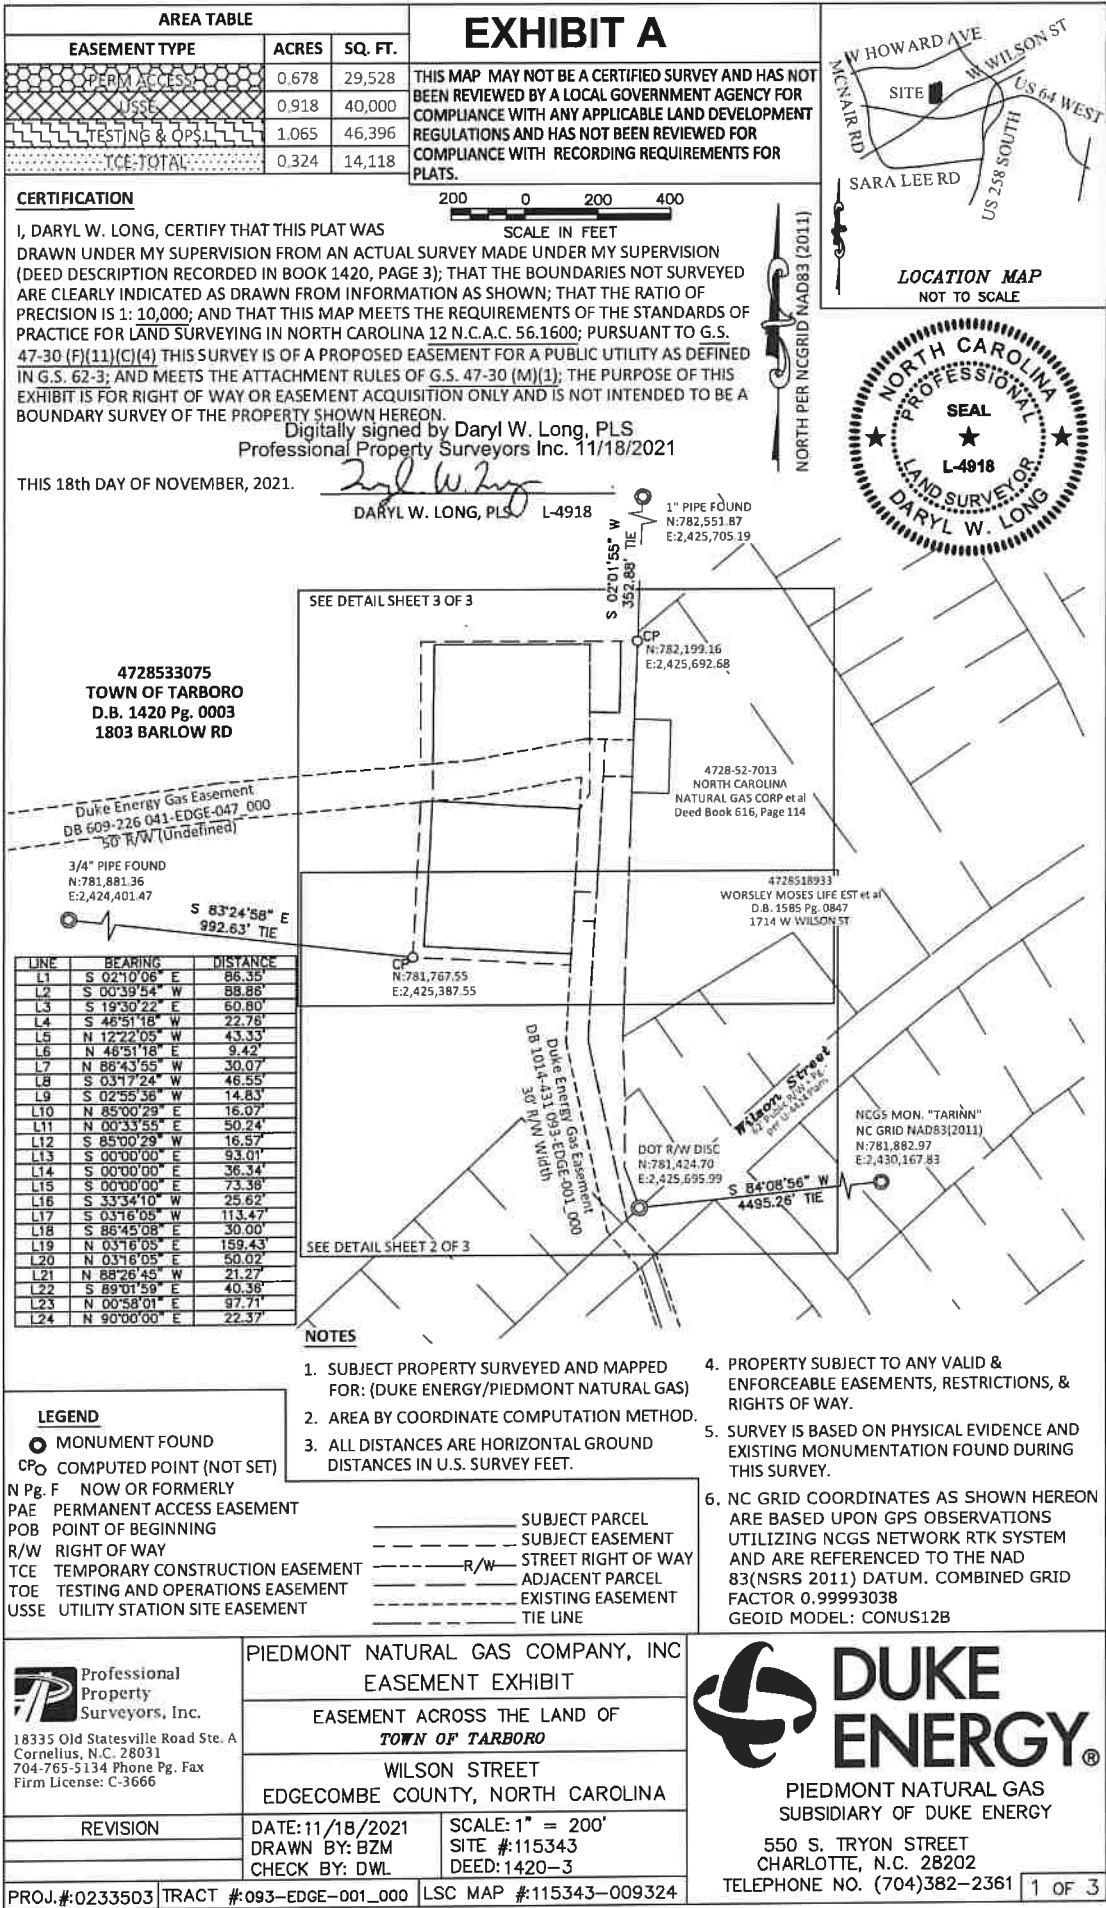 AREA TABLE
EASEMENT TYPE ACRES SQ. FT.
PERM ACCESS 0.678 29,528
USSE 0.918 40,000
TESTING & OPS. 1.065 46,396
TCE-TOTAL 0.324 14,118
EXHIBIT A
THIS MAP MAY NOT BE A CERTIFIED SURVEY AND HAS NOT
BEEN REVIEWED BY A LOCAL GOVERNMENT AGENCY FOR
COMPLIANCE WITH ANY APPLICABLE LAND DEVELOPMENT
REGULATIONS AND HAS NOT BEEN REVIEWED FOR
COMPLIANCE WITH RECORDING REQUIREMENTS FOR
PLATS.
W HOWARD AVE
W WILSON ST
MCNAIR RD
SITE
US 64 WEST
SARA LEE RD
US 258 SOUTH
LOCATION MAP
NOT TO SCALE
200 0 200 400
SCALE IN FEET
NORTH PER NCGRID NAD83 (2011)
CERTIFICATION
I, DARYL W. LONG, CERTIFY THAT THIS PLAT WAS
DRAWN UNDER MY SUPERVISION FROM AN ACTUAL SURVEY MADE UNDER MY SUPERVISION
(DEED DESCRIPTION RECORDED IN BOOK 1420, PAGE 3); THAT THE BOUNDARIES NOT SURVEYED
ARE CLEARLY INDICATED AS DRAWN FROM INFORMATION AS SHOWN; THAT THE RATIO OF
PRECISION IS 1: 10,000; AND THAT THIS MAP MEETS THE REQUIREMENTS OF THE STANDARDS OF
PRACTICE FOR LAND SURVEYING IN NORTH CAROLINA 12 N.C.A.C. 56.1600; PURSUANT TO G.S.
47-30 (F)(11)(C)(4) THIS SURVEY IS OF A PROPOSED EASEMENT FOR A PUBLIC UTILITY AS DEFINED
IN G.S. 62-3; AND MEETS THE ATTACHMENT RULES OF G.S. 47-30 (M)(1); THE PURPOSE OF THIS
EXHIBIT IS FOR RIGHT OF WAY OR EASEMENT ACQUISITION ONLY AND IS NOT INTENDED TO BE A
BOUNDARY SURVEY OF THE PROPERTY SHOWN HEREON.
Digitally signed by Daryl W. Long, PLS
Professional Property Surveyors Inc. 11/18/2021
THIS 18th DAY OF NOVEMBER, 2021.
DARYL W. LONG, PLS L-4918
NORTH CAROLINA
PROFESSIONAL
SEAL
L-4918
LAND SURVEYOR
DARYL W. LONG
1" PIPE FOUND
N:782,551.87
E:2,425,705.19
S 02°01'55" W
352.88' TIE
SEE DETAIL SHEET 3 OF 3
CP
N:782,199.16
E:2,425,692.68
4728533075
TOWN OF TARBORO
D.B. 1420 Pg. 0003
1803 BARLOW RD
4728-52-7013
NORTH CAROLINA
NATURAL GAS CORP et al
Deed Book 616, Page 114
Duke Energy Gas Easement
DB 609-226 041-EDGE-047_000
50' R/W (Undefined)
3/4" PIPE FOUND
N:781,881.36
E:2,424,401.47
S 83°24'58" E
992.63' TIE
4728518933
WORSLEY MOSES LIFE EST et al
D.B. 1585 Pg. 0847
1714 W WILSON ST
CP
N:781,767.55
E:2,425,387.55
LINE BEARING DISTANCE
L1 S 02°10'06" E 86.35'
L2 S 00°39'54" W 88.86'
L3 S 19°30'22" E 60.80'
L4 S 46°51'18" W 22.76'
L5 N 12°22'05" W 43.33'
L6 N 46°51'18" E 9.42'
L7 N 86°43'55" W 30.07'
L8 S 03°17'24" W 46.55'
L9 S 02°55'36" W 14.83'
L10 N 85°00'29" E 16.07'
L11 N 00°33'55" E 50.24'
L12 S 85°00'29" W 16.57'
L13 S 00°00'00" E 93.01'
L14 S 00°00'00" E 36.34'
L15 S 00°00'00" E 73.38'
L16 S 33°34'10" W 25.62'
L17 S 03°16'05" W 113.47'
L18 S 86°45'08" E 30.00'
L19 N 03°16'05" E 159.43'
L20 N 03°16'05" E 50.02'
L21 N 88°26'45" W 21.27'
L22 S 89°01'59" E 40.36'
L23 N 00°58'01" E 97.71'
L24 N 90°00'00" E 22.37'
Duke Energy Gas Easement
DB 1014-431 093-EDGE-001_000
30' R/W Width
Wilson Street
per U-4424 Plans
NCGS MON. "TARINN"
NC GRID NAD83(2011)
N:781,882.97
E:2,430,167.83
DOT R/W DISC
N:781,424.70
E:2,425,695.99
S 84°08'56" W
4495.26' TIE
SEE DETAIL SHEET 2 OF 3
NOTES
1. SUBJECT PROPERTY SURVEYED AND MAPPED
FOR: (DUKE ENERGY/PIEDMONT NATURAL GAS)
2. AREA BY COORDINATE COMPUTATION METHOD.
3. ALL DISTANCES ARE HORIZONTAL GROUND
DISTANCES IN U.S. SURVEY FEET.
4. PROPERTY SUBJECT TO ANY VALID &
ENFORCEABLE EASEMENTS, RESTRICTIONS, &
RIGHTS OF WAY.
5. SURVEY IS BASED ON PHYSICAL EVIDENCE AND
EXISTING MONUMENTATION FOUND DURING
THIS SURVEY.
6. NC GRID COORDINATES AS SHOWN HEREON
ARE BASED UPON GPS OBSERVATIONS
UTILIZING NCGS NETWORK RTK SYSTEM
AND ARE REFERENCED TO THE NAD
83(NSRS 2011) DATUM. COMBINED GRID
FACTOR 0.99993038
GEOID MODEL: CONUS12B
LEGEND
MONUMENT FOUND
CP COMPUTED POINT (NOT SET)
N Pg. F NOW OR FORMERLY
PAE PERMANENT ACCESS EASEMENT
POB POINT OF BEGINNING
R/W RIGHT OF WAY
TCE TEMPORARY CONSTRUCTION EASEMENT
TOE TESTING AND OPERATIONS EASEMENT
USSE UTILITY STATION SITE EASEMENT
SUBJECT PARCEL
SUBJECT EASEMENT
R/W STREET RIGHT OF WAY
ADJACENT PARCEL
EXISTING EASEMENT
TIE LINE
Professional
Property
Surveyors, Inc.
18335 Old Statesville Road Ste. A
Cornelius, N.C. 28031
704-765-5134 Phone Pg. Fax
Firm License: C-3666
PIEDMONT NATURAL GAS COMPANY, INC
EASEMENT EXHIBIT
EASEMENT ACROSS THE LAND OF
TOWN OF TARBORO
WILSON STREET
EDGECOMBE COUNTY, NORTH CAROLINA
REVISION
DATE: 11/18/2021
DRAWN BY: BZM
CHECK BY: DWL
SCALE: 1" = 200'
SITE #:115343
DEED: 1420-3
PROJ.#:0233503 TRACT #:093-EDGE-001_000 LSC MAP #:115343-009324
DUKE
ENERGY®
PIEDMONT NATURAL GAS
SUBSIDIARY OF DUKE ENERGY
550 S. TRYON STREET
CHARLOTTE, N.C. 28202
TELEPHONE NO. (704)382-2361
1 OF 3